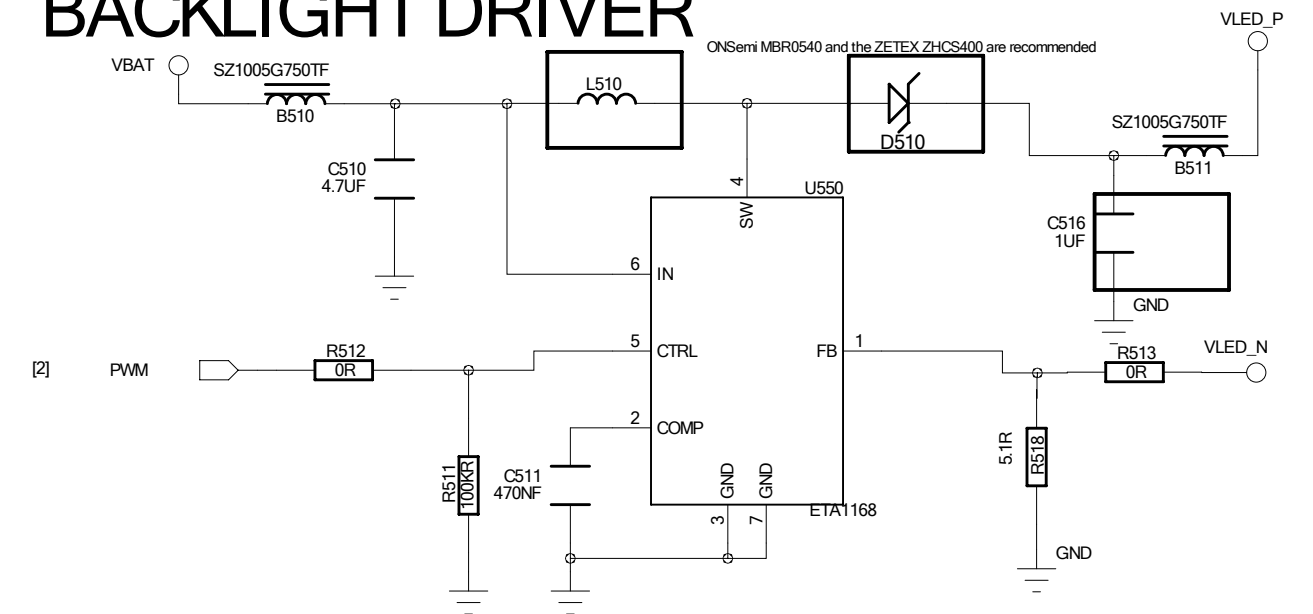 BACKLIGHT DRIVER
VLED_P
ONSemi MBR0540 and the ZETEX ZHCS400 are recommended
VBAT
SZ1005G750TF
B510
L510
D510
SZ1005G750TF
B511
C510
4.7UF
4
SW
U550
C516
1UF
GND
6
IN
[2]
PWM
R512
0R
5
CTRL
FB
1
R513
0R
VLED_N
2
COMP
R511
100KR
C511
470NF
GND
GND
3
7
ETA1168
5.1R
R518
GND